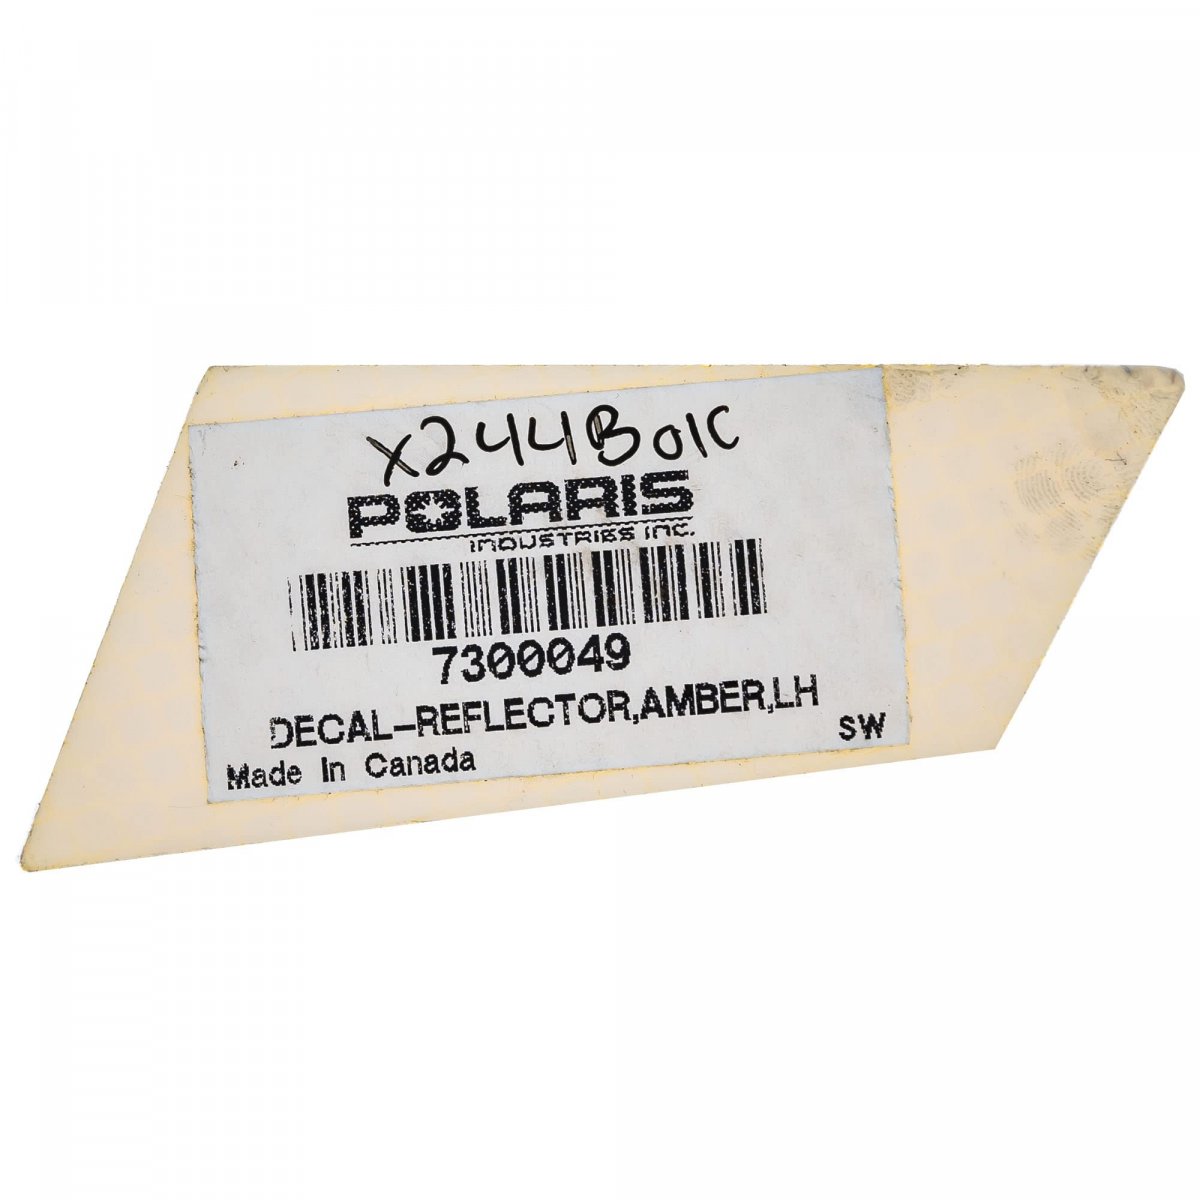 x244B01C
POLARIS
INDUSTRIES INC.
7300049
DECAL-REFLECTOR,AMBER,LH
Made In Canada
SW